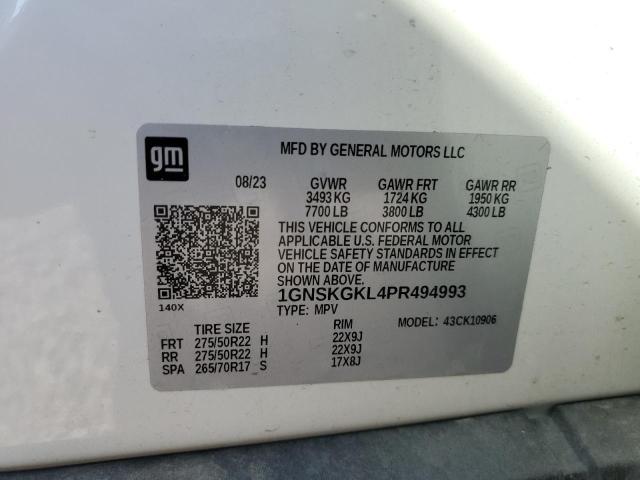 gm
MFD BY GENERAL MOTORS LLC
08/23 GVWR GAWR FRT GAWR RR
3493 KG 1724 KG 1950 KG
7700 LB 3800 LB 4300 LB
THIS VEHICLE CONFORMS TO ALL
APPLICABLE U.S. FEDERAL MOTOR
VEHICLE SAFETY STANDARDS IN EFFECT
ON THE DATE OF MANUFACTURE
SHOWN ABOVE.
140X
1GNSKGKL4PR494993
TYPE: MPV MODEL: 43CK10906
TIRE SIZE RIM
FRT 275/50R22 H 22X9J
RR 275/50R22 H 22X9J
SPA 265/70R17 S 17X8J